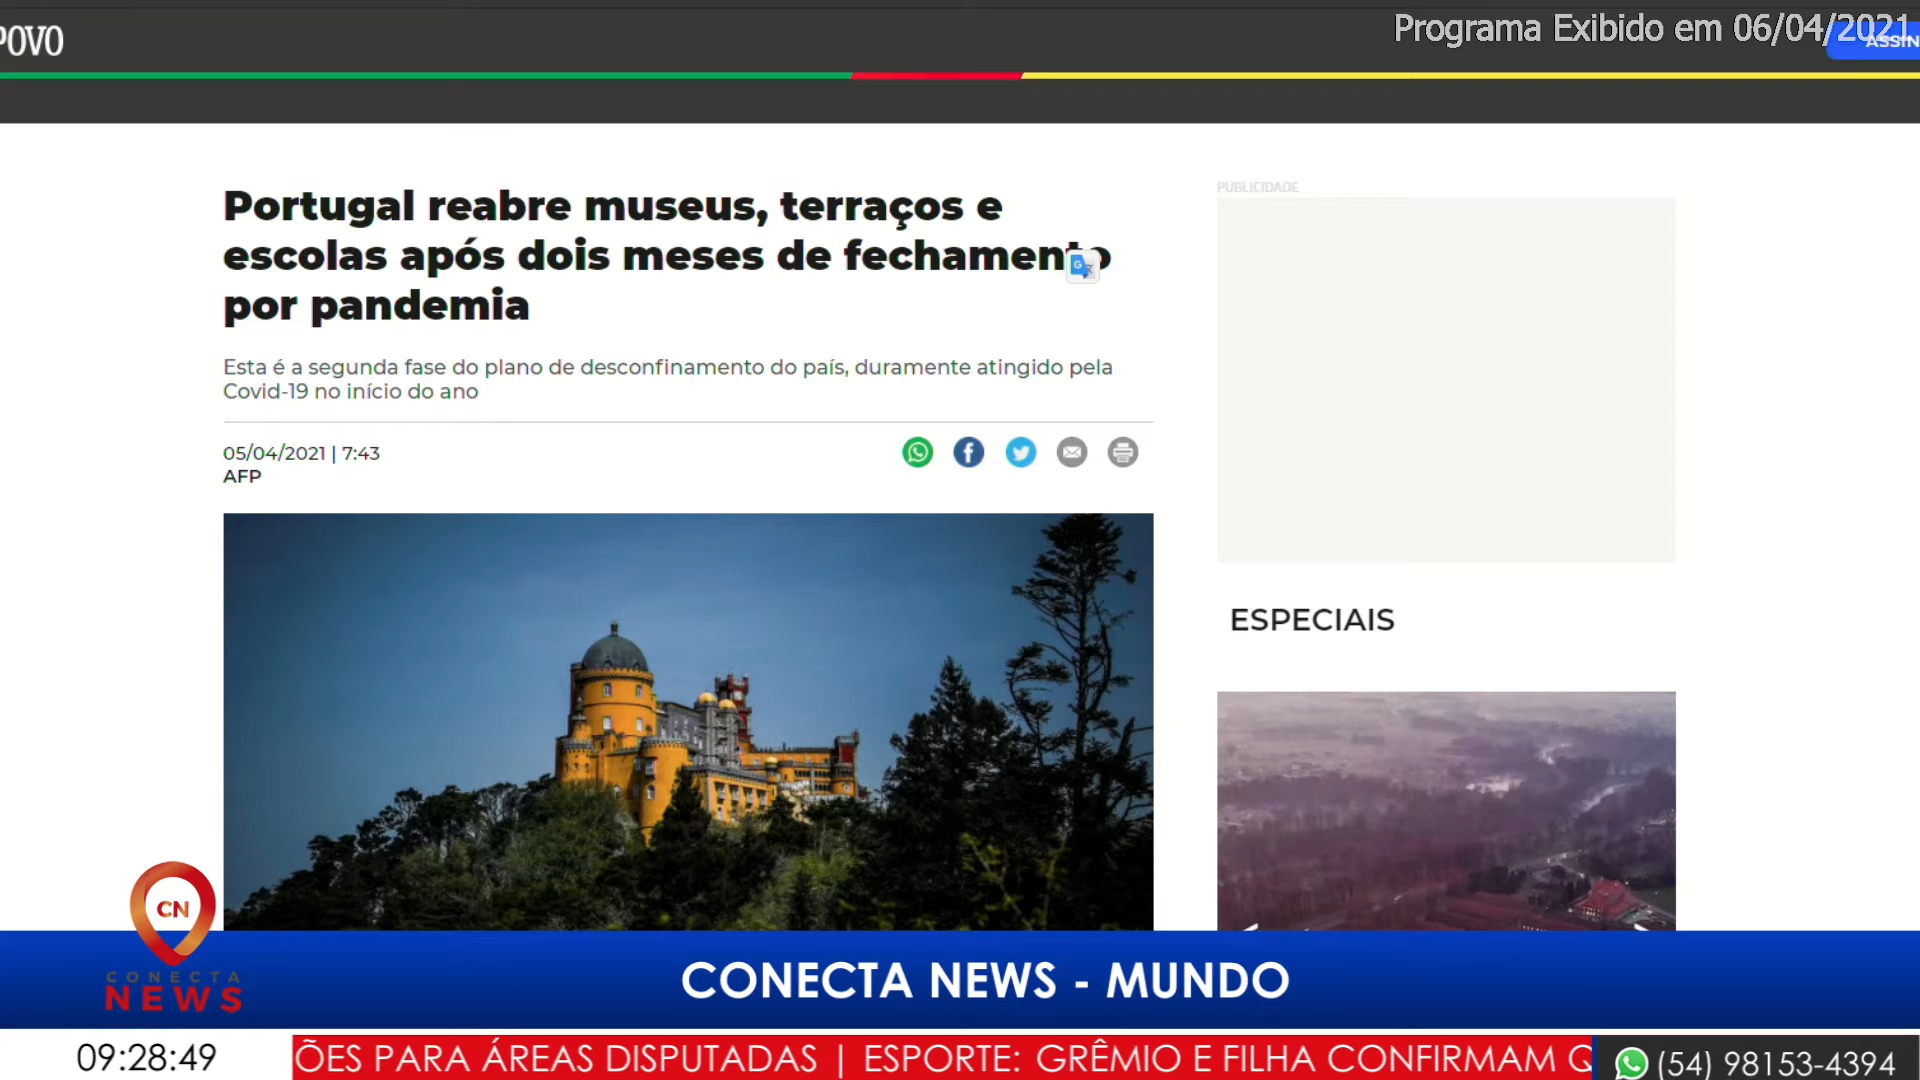 POVO
Programa Exibido em 06/04/2021
ASSIN
PUBLICIDADE
Portugal reabre museus, terraços e
escolas após dois meses de fechamento
por pandemia
Esta é a segunda fase do plano de desconfinamento do país, duramente atingido pela
Covid-19 no início do ano
05/04/2021 | 7:43
AFP
ESPECIAIS
CN
CONECTA
NEWS
CONECTA NEWS - MUNDO
09:28:49
ÕES PARA ÁREAS DISPUTADAS | ESPORTE: GRÊMIO E FILHA CONFIRMAM Q
(54) 98153-4394